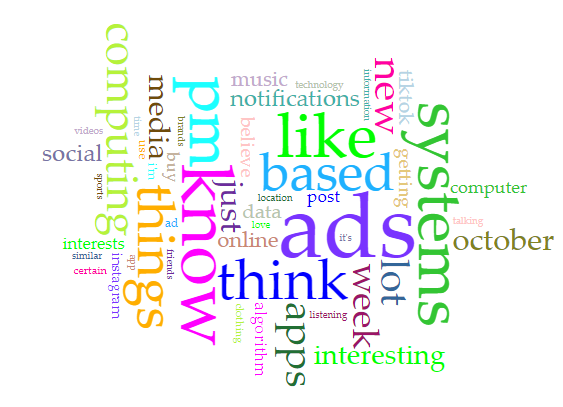 computing
pm
new
music
technology
information
tiktok
media
notifications
systems
brands
like
time
use
believe
videos
i'm
social
buy
getting
based
know
sports
just
computer
things
location
post
ads
data
ad
love
talking
interests
online
it's
october
friends
similar
instagram
app
think
week
lot
certain
clothing
algorithm
apps
listening
interesting